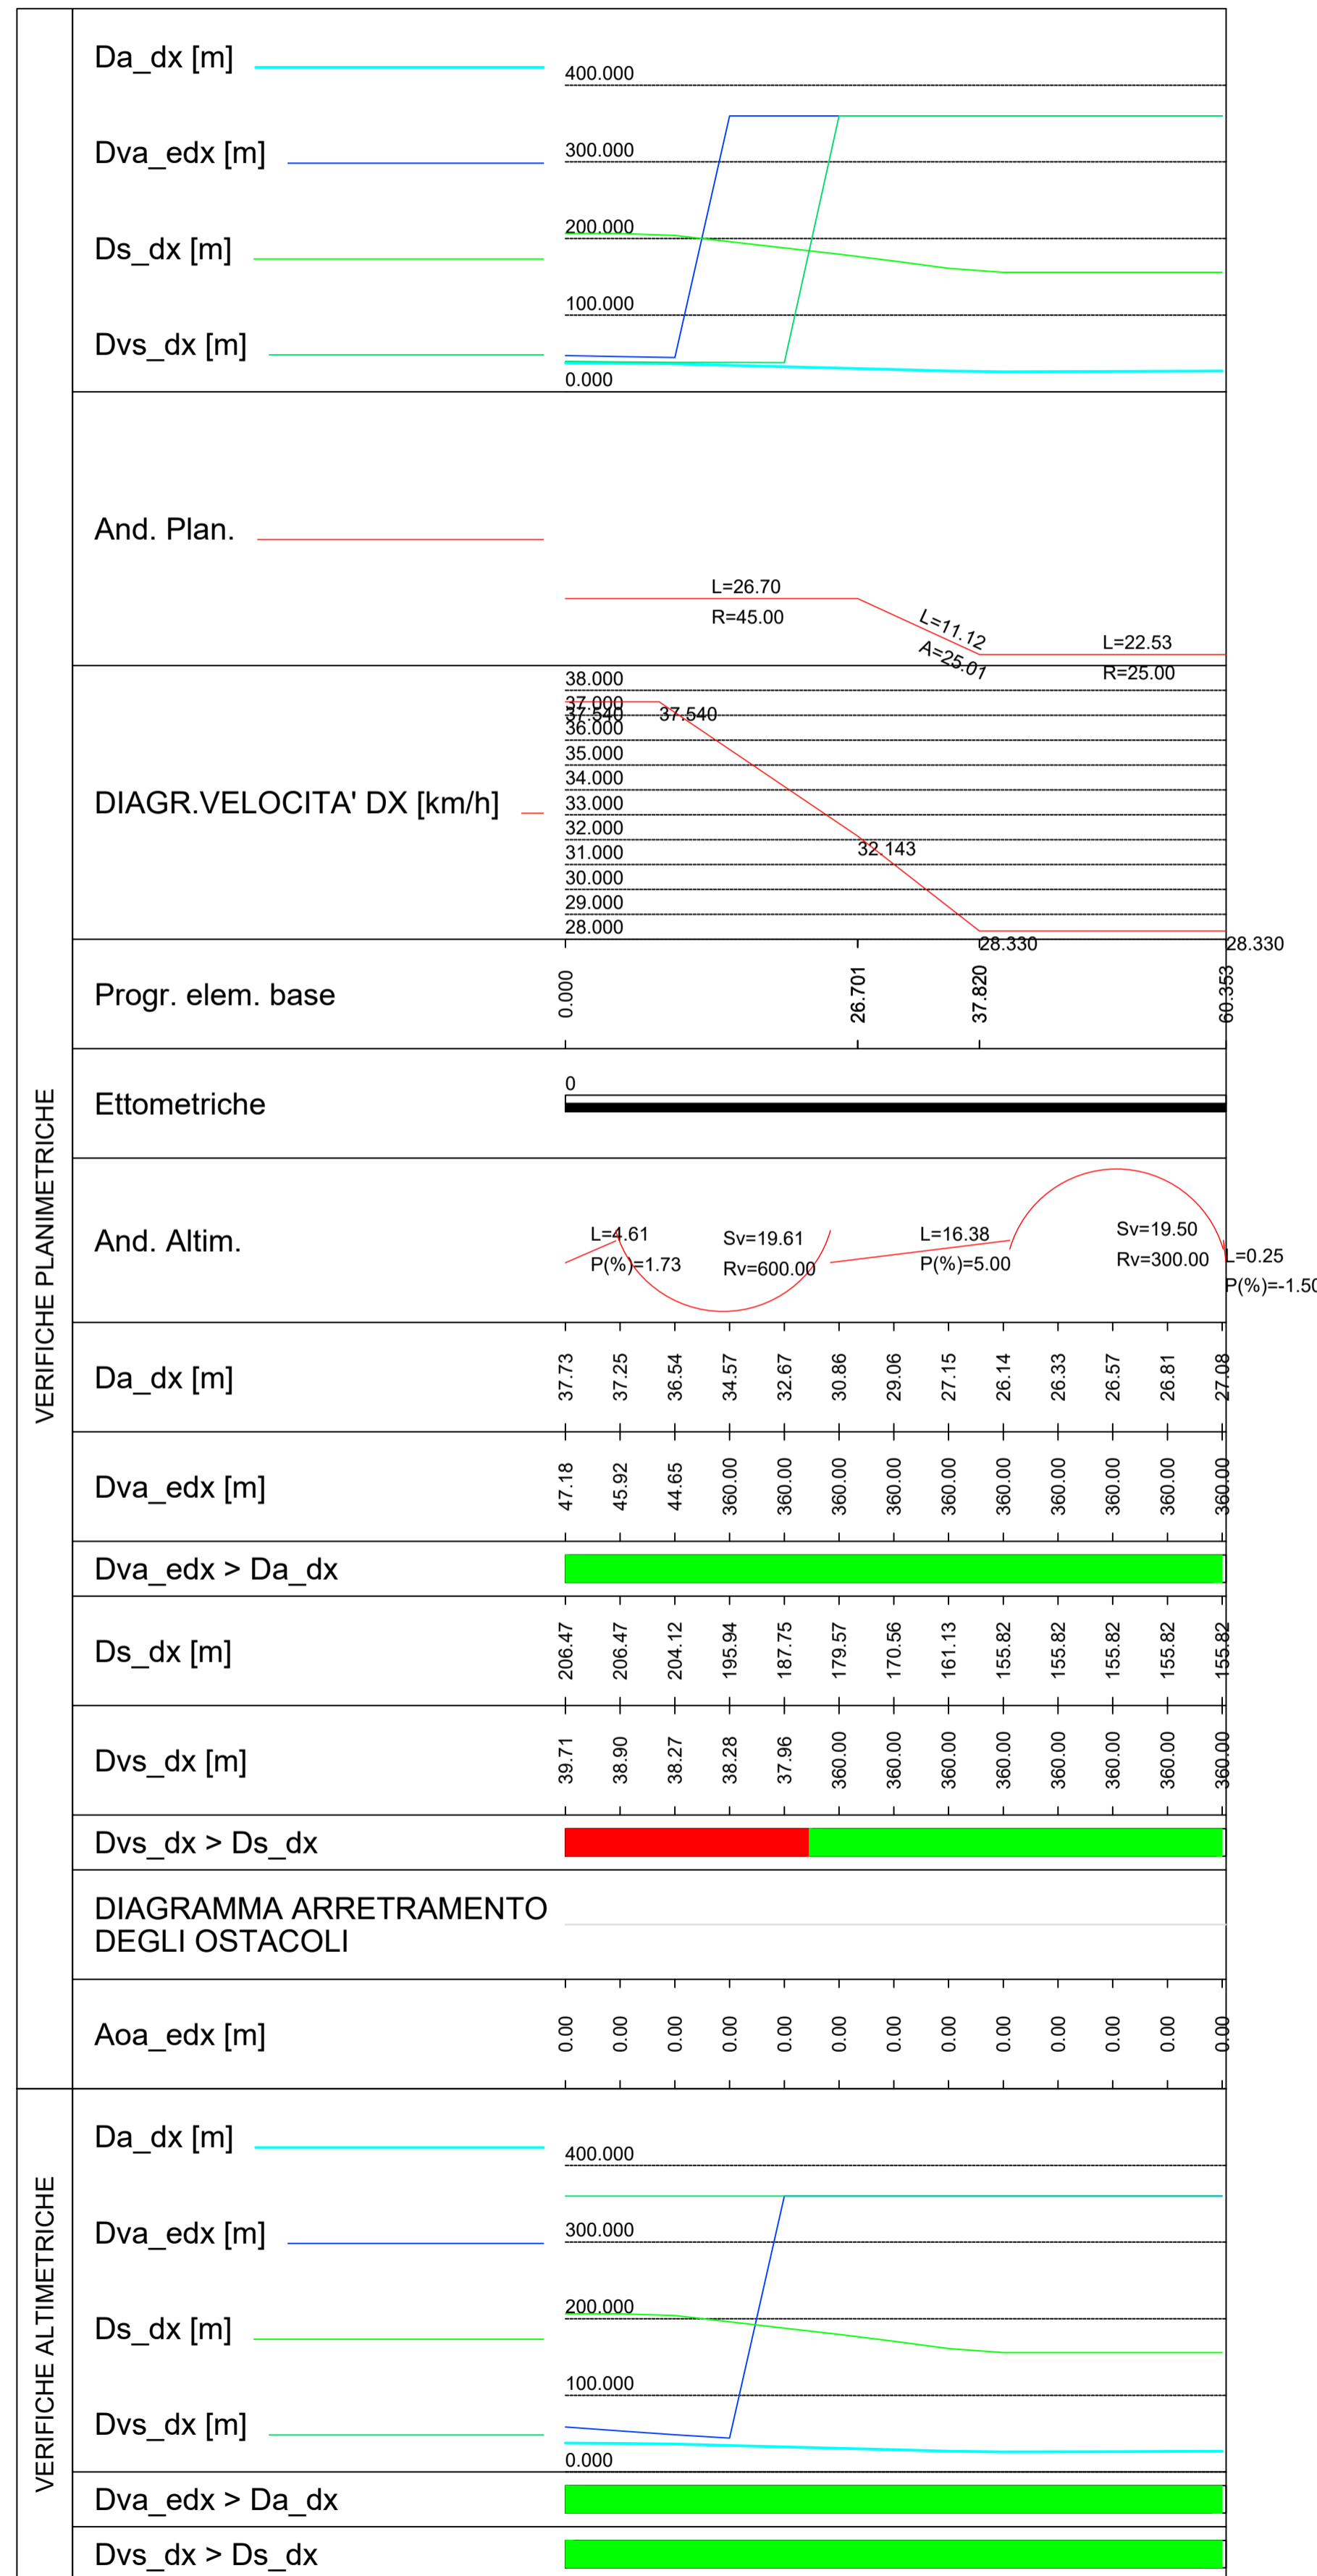 VERIFICHE PLANIMETRICHE
Da_dx [m]
Dva_edx [m]
Ds_dx [m]
Dvs_dx [m]
400.000
300.000
200.000
100.000
0.000
And. Plan.
L=26.70
R=45.00
L=11.12
A=25.01
L=22.53
R=25.00
DIAGR.VELOCITA' DX [km/h]
38.000
37.000
37.540
37.540
36.000
35.000
34.000
33.000
32.000
32.143
31.000
30.000
29.000
28.000
28.330
28.330
Progr. elem. base
0.000 26.701 37.820 60.353
Ettometriche
0
And. Altim.
L=4.61
P(%)=1.73
Sv=19.61
Rv=600.00
L=16.38
P(%)=5.00
Sv=19.50
Rv=300.00
L=0.25
P(%)=-1.50
Da_dx [m]
37.73 37.25 36.54 34.57 32.67 30.86 29.06 27.15 26.14 26.33 26.57 26.81 27.08
Dva_edx [m]
47.18 45.92 44.65 360.00 360.00 360.00 360.00 360.00 360.00 360.00 360.00 360.00 360.00
Dva_edx > Da_dx
Ds_dx [m]
206.47 206.47 204.12 195.94 187.75 179.57 170.56 161.13 155.82 155.82 155.82 155.82 155.82
Dvs_dx [m]
39.71 38.90 38.27 38.28 37.96 360.00 360.00 360.00 360.00 360.00 360.00 360.00 360.00
Dvs_dx > Ds_dx
DIAGRAMMA ARRETRAMENTO
DEGLI OSTACOLI
Aoa_edx [m]
0.00 0.00 0.00 0.00 0.00 0.00 0.00 0.00 0.00 0.00 0.00 0.00 0.00
VERIFICHE ALTIMETRICHE
Da_dx [m]
Dva_edx [m]
Ds_dx [m]
Dvs_dx [m]
400.000
300.000
200.000
100.000
0.000
Dva_edx > Da_dx
Dvs_dx > Ds_dx